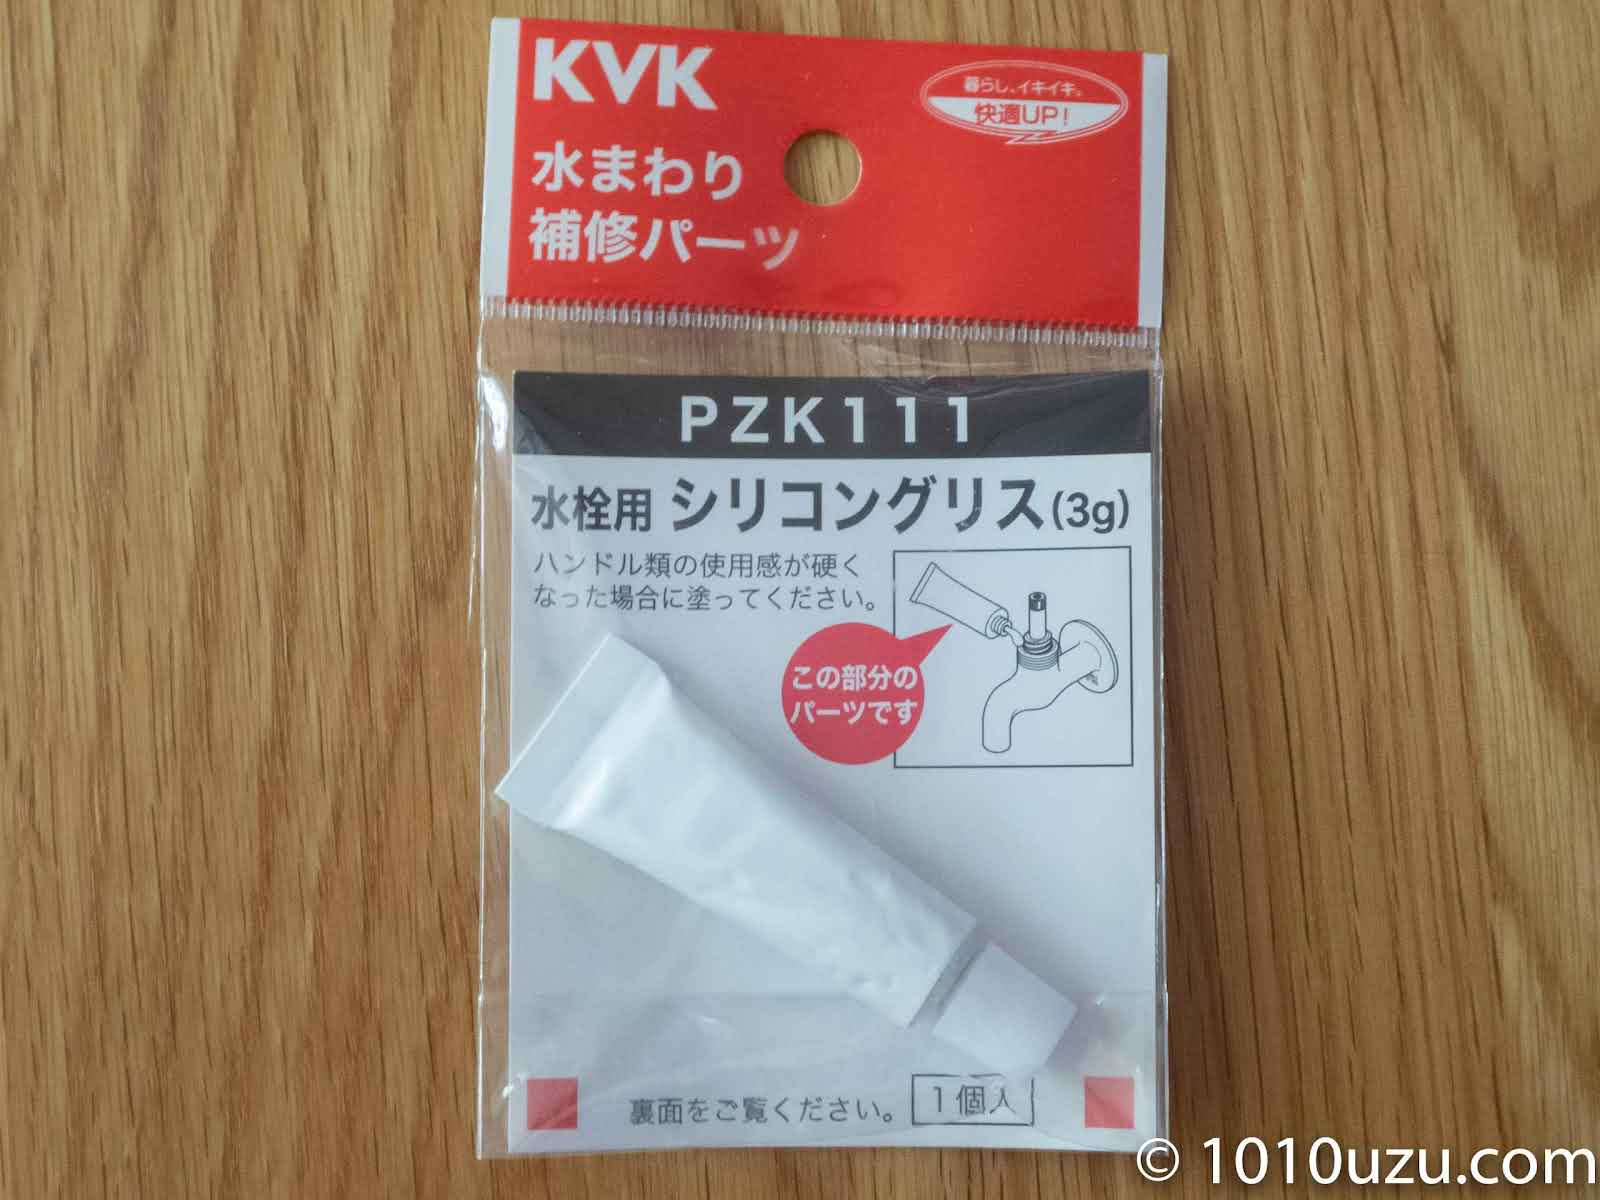 KVK
暮らし、イキイキ。
快適UP!
水まわり
補修パーツ
PZK111
水栓用 シリコングリス(3g)
ハンドル類の使用感が硬く
なった場合に塗ってください。
この部分の
パーツです
裏面をご覧ください。
1個入
© 1010uzu.com